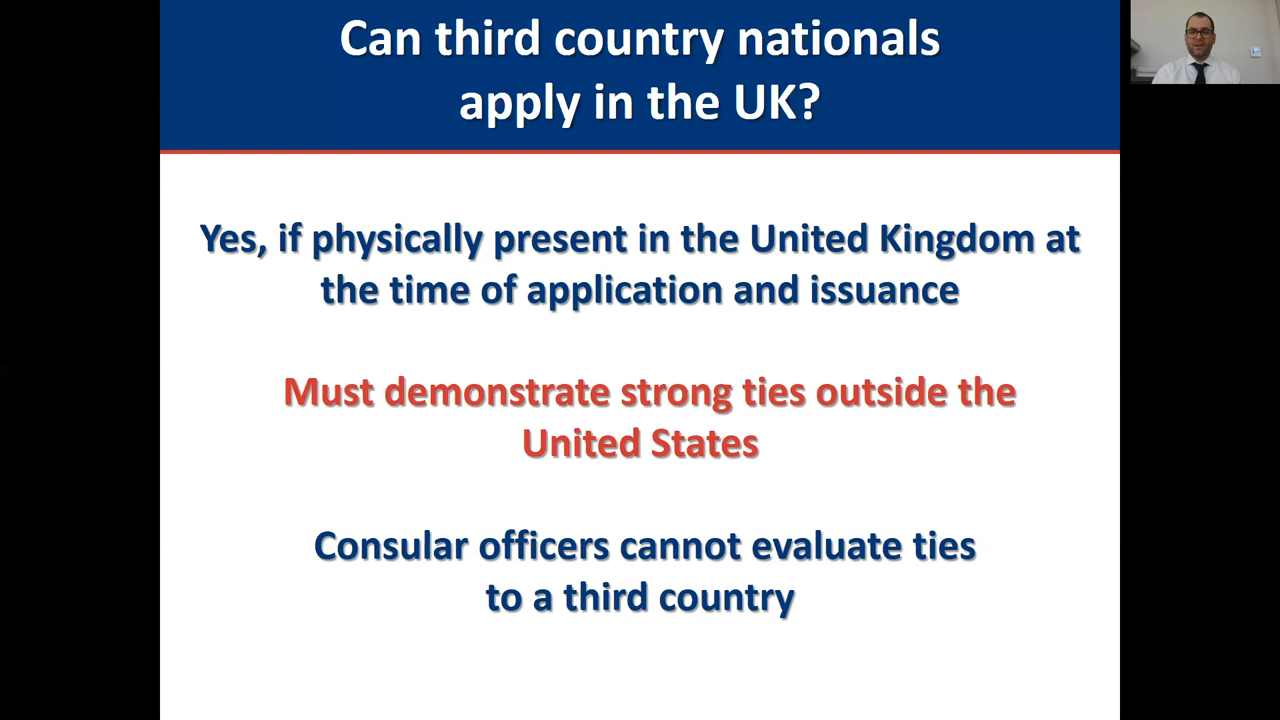 Can third country nationals
apply in the UK?
Yes, if physically present in the United Kingdom at
the time of application and issuance
Must demonstrate strong ties outside the
United States
Consular officers cannot evaluate ties
to a third country